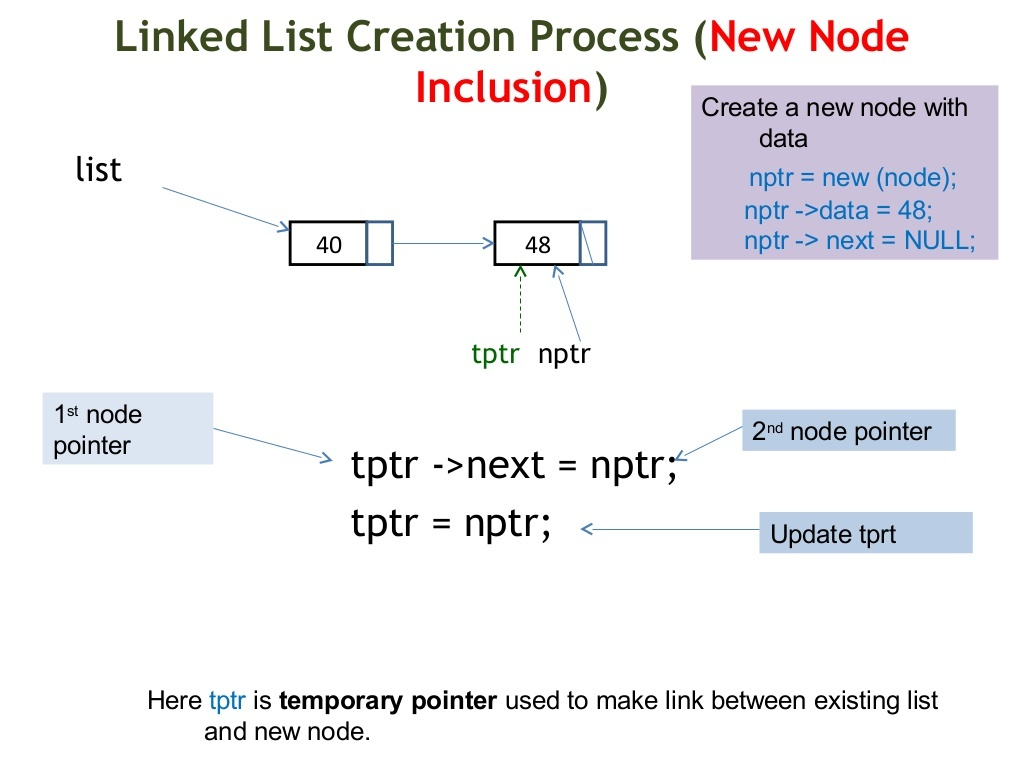 Linked List Creation Process (New Node
Inclusion)
Create a new node with
data
nptr = new (node);
nptr ->data = 48;
nptr -> next = NULL;
list
40
48
tptr nptr
1st node
pointer
2nd node pointer
tptr ->next = nptr;
tptr = nptr;
Update tprt
Here tptr is temporary pointer used to make link between existing list
and new node.